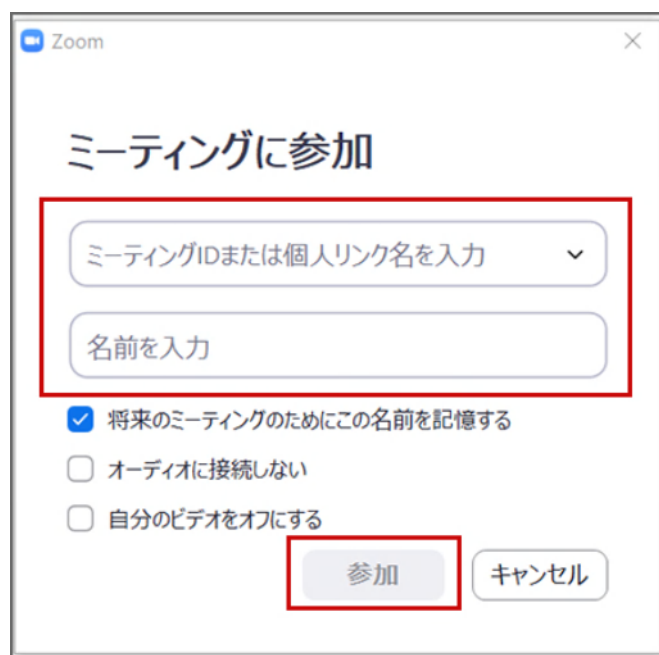 Zoom
ミーティングに参加
ミーティングIDまたは個人リンク名を入力
名前を入力
将来のミーティングのためにこの名前を記憶する
オーディオに接続しない
自分のビデオをオフにする
参加 キャンセル